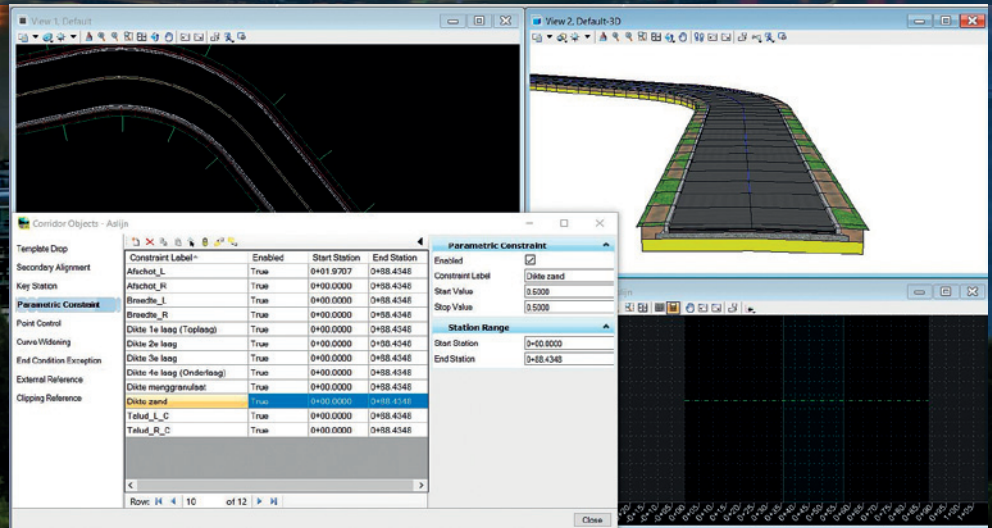 View 1, Default
View 2, Default-3D
Corridor Objects - Aslijn
Template Drop
Secondary Alignment
Key Station
Parametric Constraint
Point Control
Curve Widening
End Condition Exception
External Reference
Clipping Reference
Constraint Label Enabled Start Station End Station
Afschot_L True 0+01.9707 0+88.4348
Afschot_R True 0+00.0000 0+88.4348
Breedte_L True 0+00.0000 0+88.4348
Breedte_R True 0+00.0000 0+88.4348
Dikte 1e laag (Toplaag) True 0+00.0000 0+88.4348
Dikte 2e laag True 0+00.0000 0+88.4348
Dikte 3e laag True 0+00.0000 0+88.4348
Dikte 4e laag (Onderlaag) True 0+00.0000 0+88.4348
Dikte menggranulaat True 0+00.0000 0+88.4348
Dikte zand True 0+00.0000 0+88.4348
Talud_L_C True 0+00.0000 0+88.4348
Talud_R_C True 0+00.0000 0+88.4348
Row: 10 of 12
Parametric Constraint
Enabled
Constraint Label Dikte zand
Start Value 0.5000
Stop Value 0.5000
Station Range
Start Station 0+00.0000
End Station 0+88.4348
Close